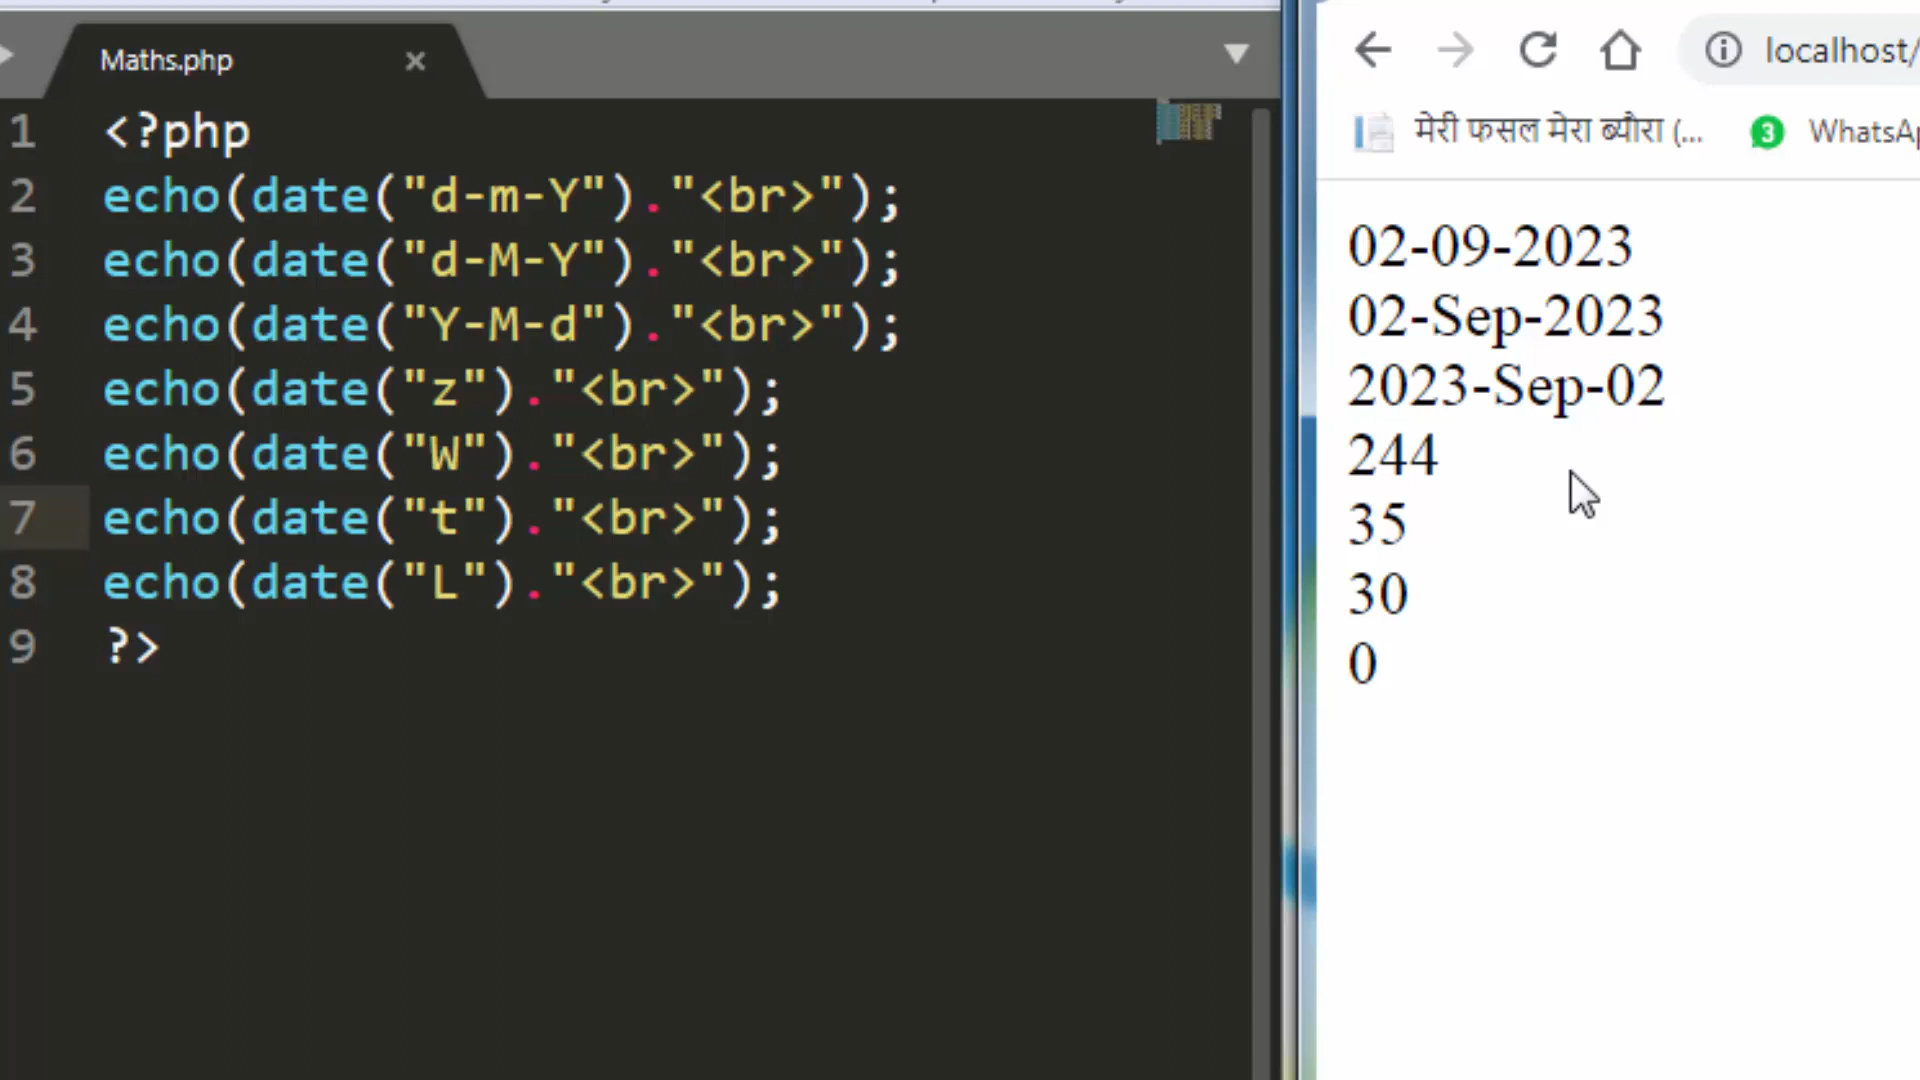 Maths.php
1 <?php
2 echo(date("d-m-Y")."<br>");
3 echo(date("d-M-Y")."<br>");
4 echo(date("Y-M-d")."<br>");
5 echo(date("z")."<br>");
6 echo(date("W")."<br>");
7 echo(date("t")."<br>");
8 echo(date("L")."<br>");
9 ?>
localhost/
मेरी फसल मेरा ब्यौरा (... 3 WhatsAp
02-09-2023
02-Sep-2023
2023-Sep-02
244
35
30
0